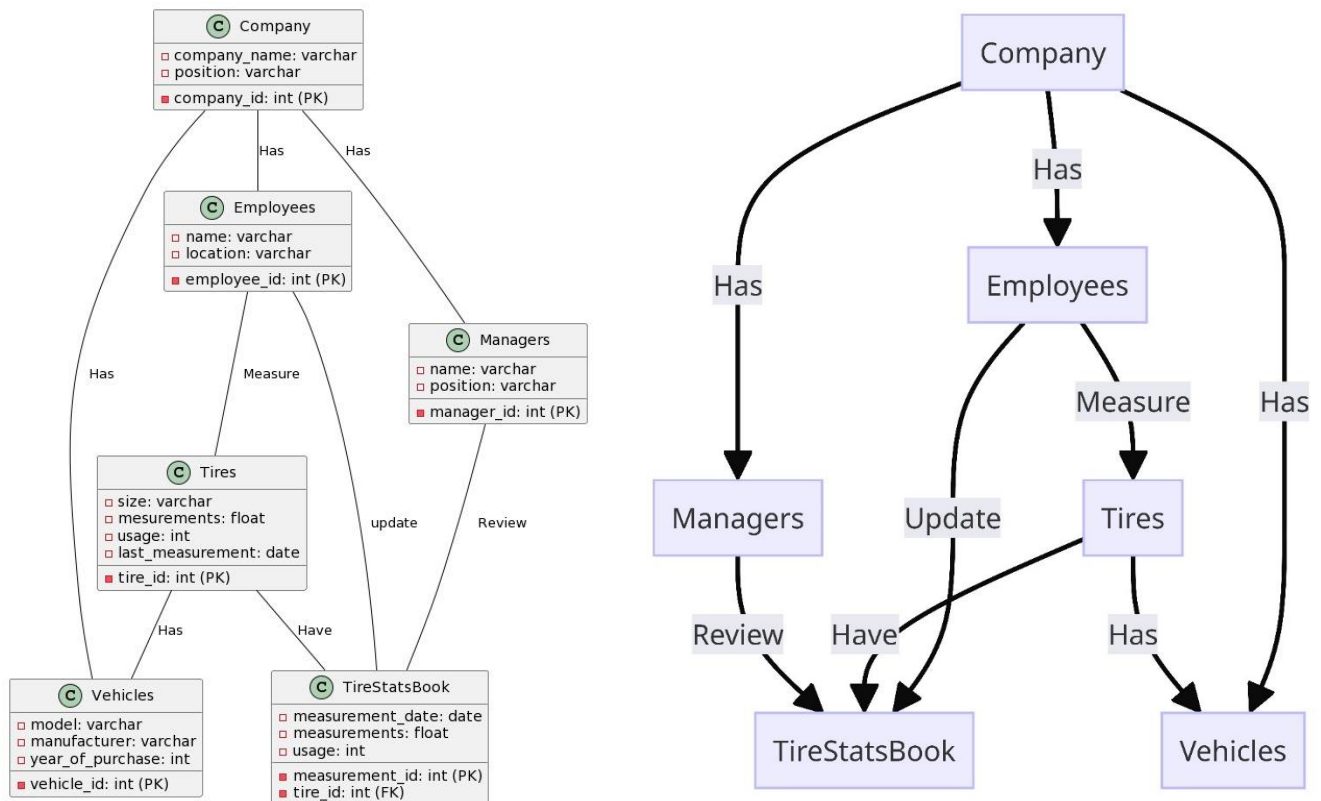 C Company
company_name: varchar
position: varchar
company_id: int (PK)
Has
Has
C Employees
name: varchar
location: varchar
employee_id: int (PK)
C Managers
name: varchar
position: varchar
manager_id: int (PK)
Has
Measure
C Tires
size: varchar
mesurements: float
usage: int
last_measurement: date
tire_id: int (PK)
update
Review
Has
Have
C Vehicles
model: varchar
manufacturer: varchar
year_of_purchase: int
vehicle_id: int (PK)
C TireStatsBook
measurement_date: date
measurements: float
usage: int
measurement_id: int (PK)
tire_id: int (FK)
Company
Has
Employees
Has
Measure
Has
Managers
Update
Tires
Review
Have
Has
TireStatsBook
Vehicles